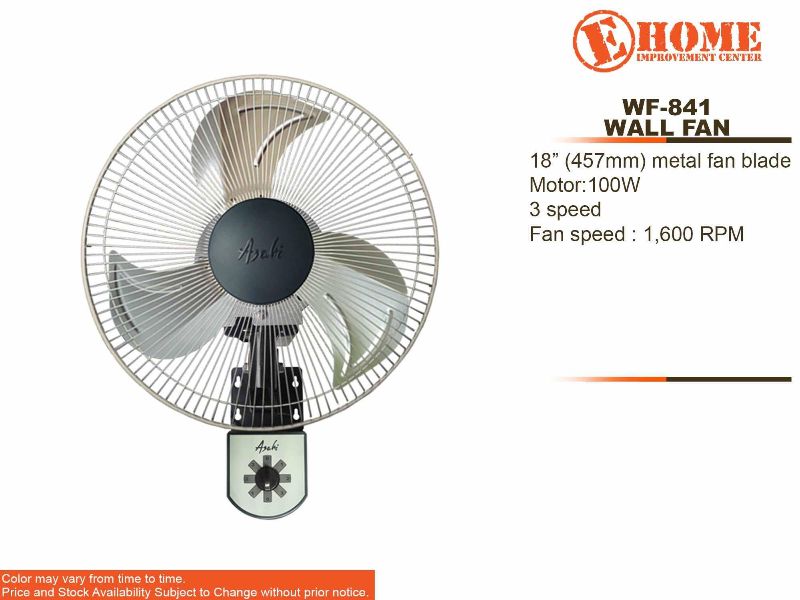 E HOME
IMPROVEMENT CENTER
WF-841
WALL FAN
18” (457mm) metal fan blade
Motor:100W
3 speed
Fan speed : 1,600 RPM
Asahi
Asahi
Color may vary from time to time.
Price and Stock Availability Subject to Change without prior notice.